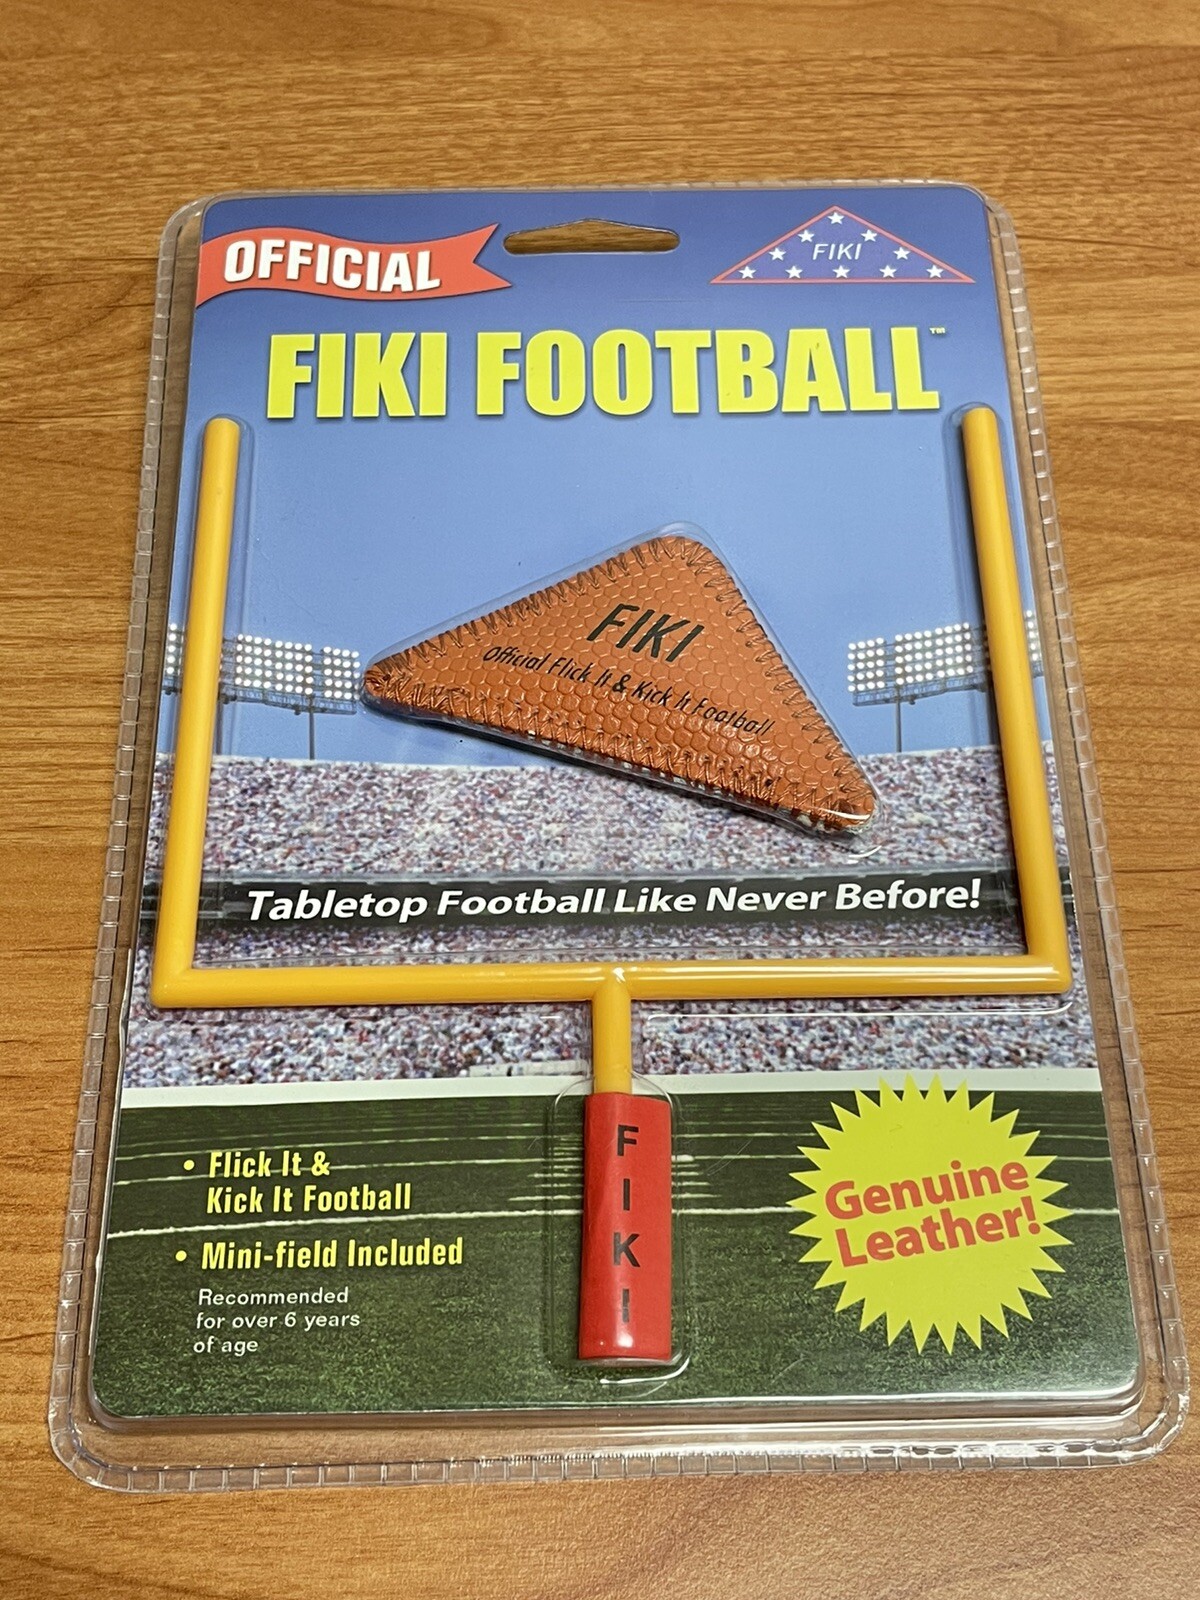 OFFICIAL
FIKI
FIKI FOOTBALL™
FIKI
Official Flick It & Kick It Football
Tabletop Football Like Never Before!
F
I
K
I
• Flick It &
Kick It Football
• Mini-field Included
Recommended
for over 6 years
of age
Genuine
Leather!